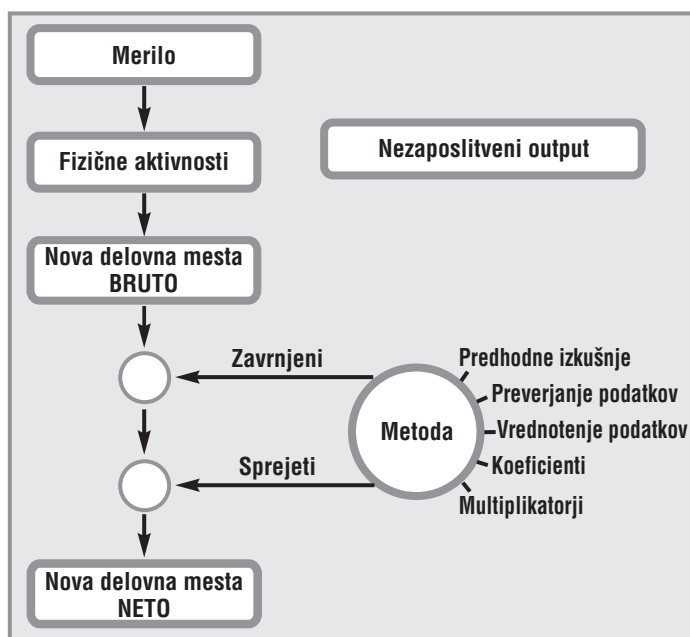 Merilo
Fizične aktivnosti
Nezaposlitveni output
Nova delovna mesta
BRUTO
Zavrnjeni
Predhodne izkušnje
Preverjanje podatkov
Metoda
Vrednotenje podatkov
Sprejeti
Koeficienti
Multiplikatorji
Nova delovna mesta
NETO